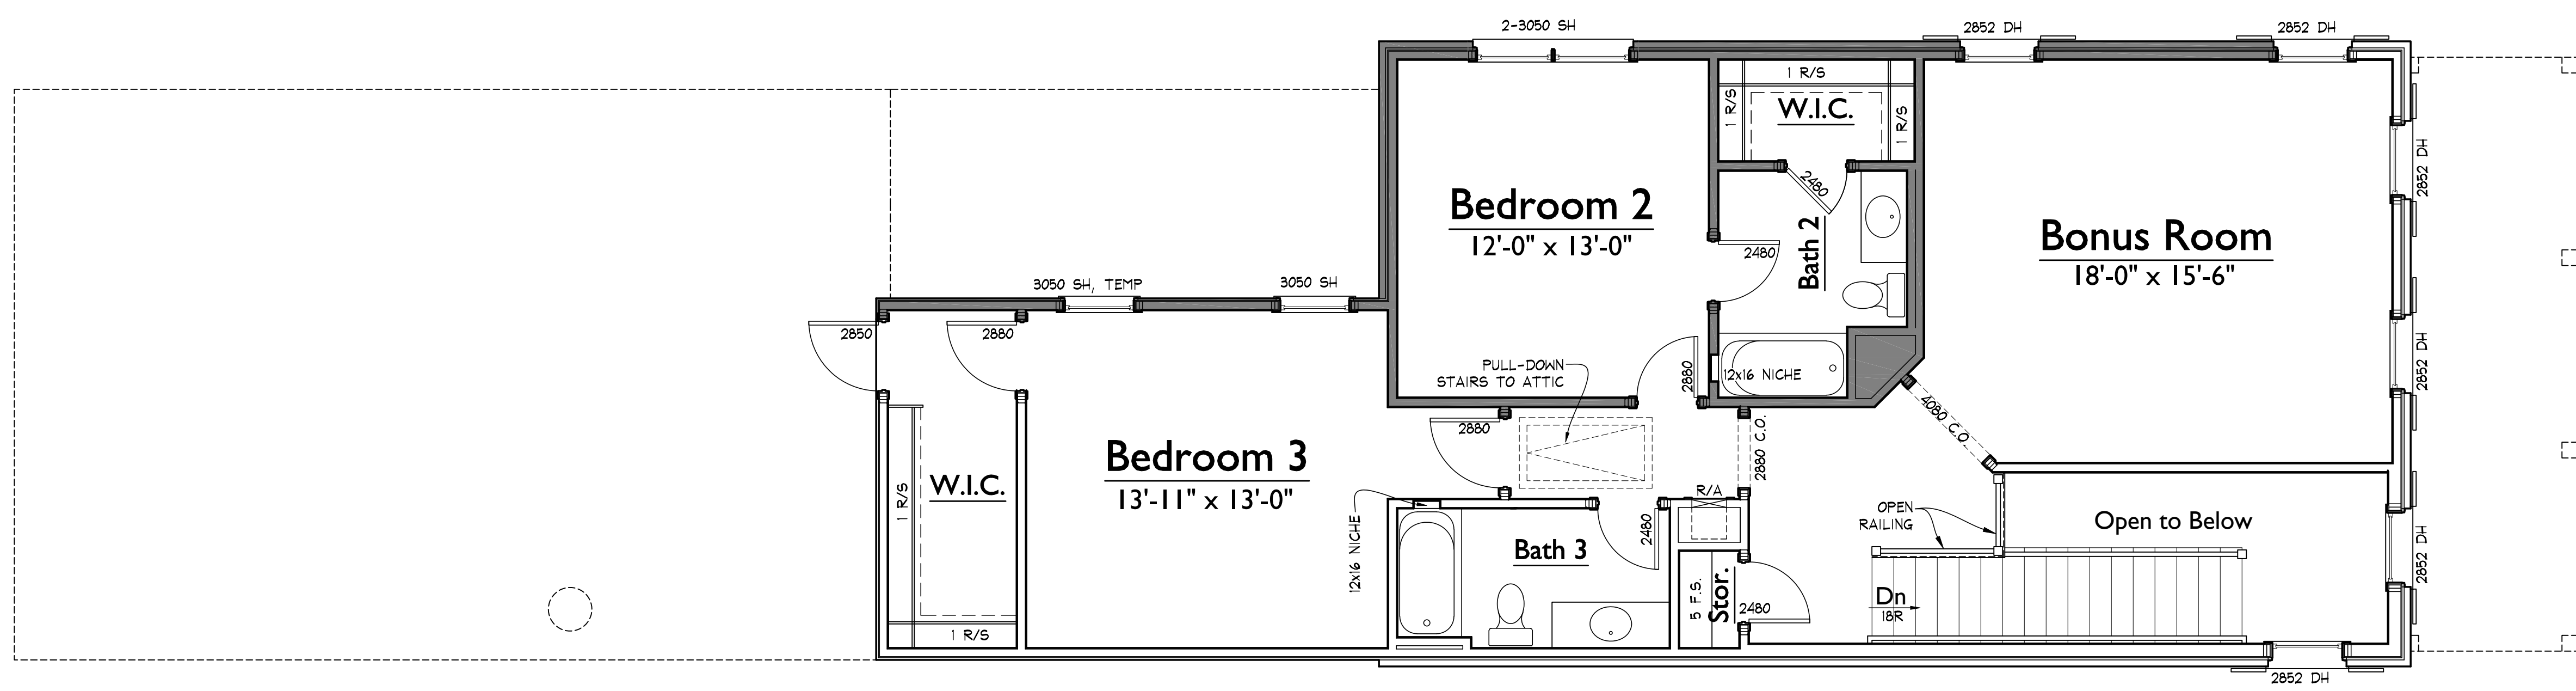 2-3050 SH
2852 DH
2852 DH
1 R/S
1 R/S
W.I.C.
1 R/S
2852 DH
2480
Bedroom 2
12'-0" x 13'-0"
2480
Bath 2
Bonus Room
18'-0" x 15'-6"
3050 SH, TEMP
3050 SH
2850
2880
PULL-DOWN
STAIRS TO ATTIC
2880
12x16 NICHE
2852 DH
4080 C.O.
2880
2880 C.O.
Bedroom 3
13'-11" x 13'-0"
W.I.C.
1 R/S
R/A
12x16 NICHE
2480
Bath 3
OPEN
RAILING
Open to Below
2852 DH
5 F.S.
Stor.
2480
Dn
18R
1 R/S
2852 DH